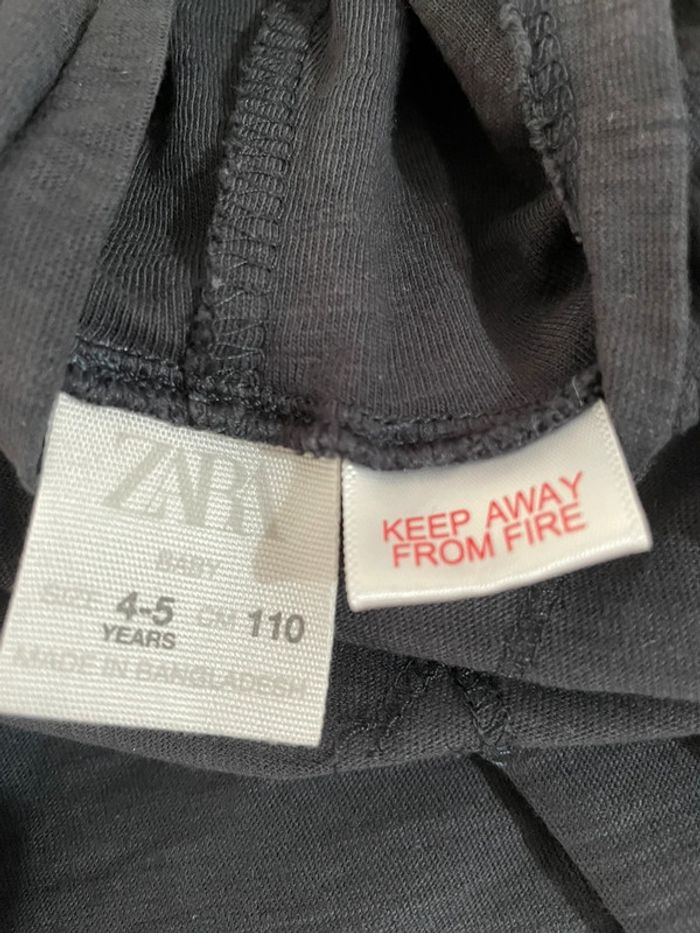 ZARA
BABY
SIZE 4-5 CM 110
YEARS
MADE IN BANGLADESH
KEEP AWAY
FROM FIRE